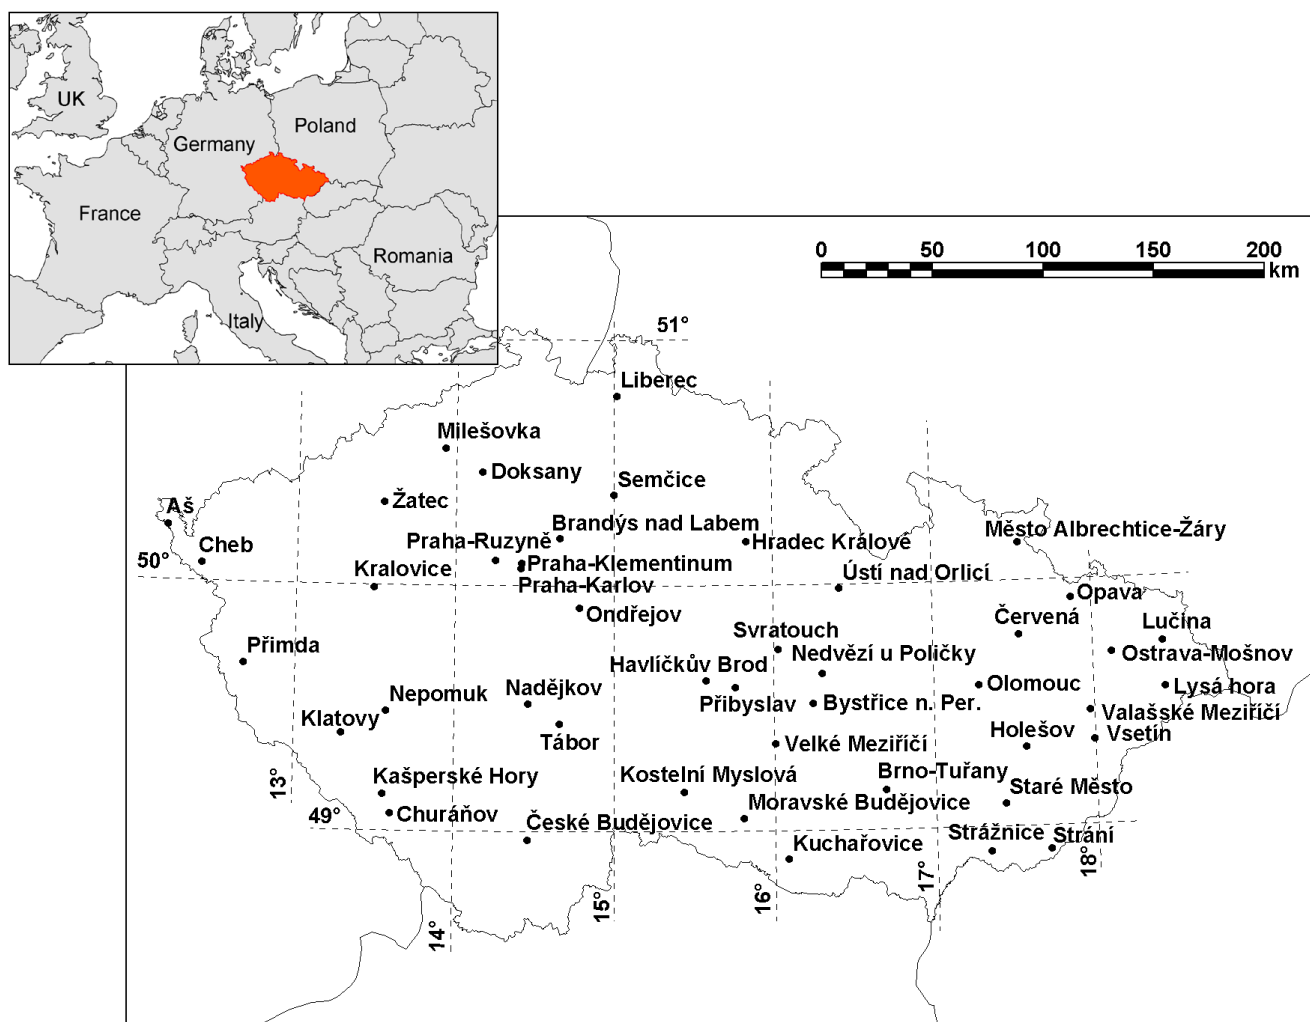 UK
Poland
Germany
France
Romania
Italy
0 50 100 150 200
km
51°
Liberec
Milešovka
Doksany
Semčice
Žatec
Aš
Brandýs nad Labem
Město Albrechtice-Žáry
Cheb
Praha-Ruzyně
Hradec Králové
50°
Praha-Klementinum
Kralovice
Ústí nad Orlicí
Praha-Karlov
Opava
Ondřejov
Červená
Lučina
Svratouch
Přimda
Nedvězí u Poličky
Ostrava-Mošnov
Havlíčkův Brod
Olomouc
Lysá hora
Nepomuk
Nadějkov
Přibyslav
Bystřice n. Per.
Valašské Meziříčí
Klatovy
Holešov
Vsetín
Tábor
Velké Meziříčí
Kašperské Hory
Kostelní Myslová
Brno-Tuřany
13°
Staré Město
Moravské Budějovice
49°
Churáňov
České Budějovice
Strážnice
Strání
Kuchařovice
18°
17°
16°
15°
14°